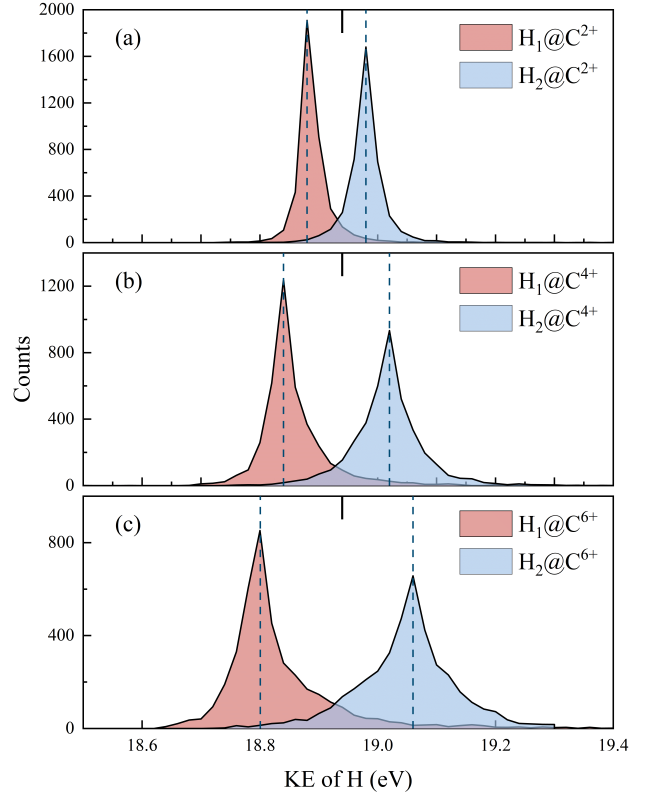 2000
1600
1200
800
400
0
(a)
H₁@C²⁺
H₂@C²⁺
1200
800
400
0
(b)
H₁@C⁴⁺
H₂@C⁴⁺
Counts
800
400
0
(c)
H₁@C⁶⁺
H₂@C⁶⁺
18.6 18.8 19.0 19.2 19.4
KE of H (eV)